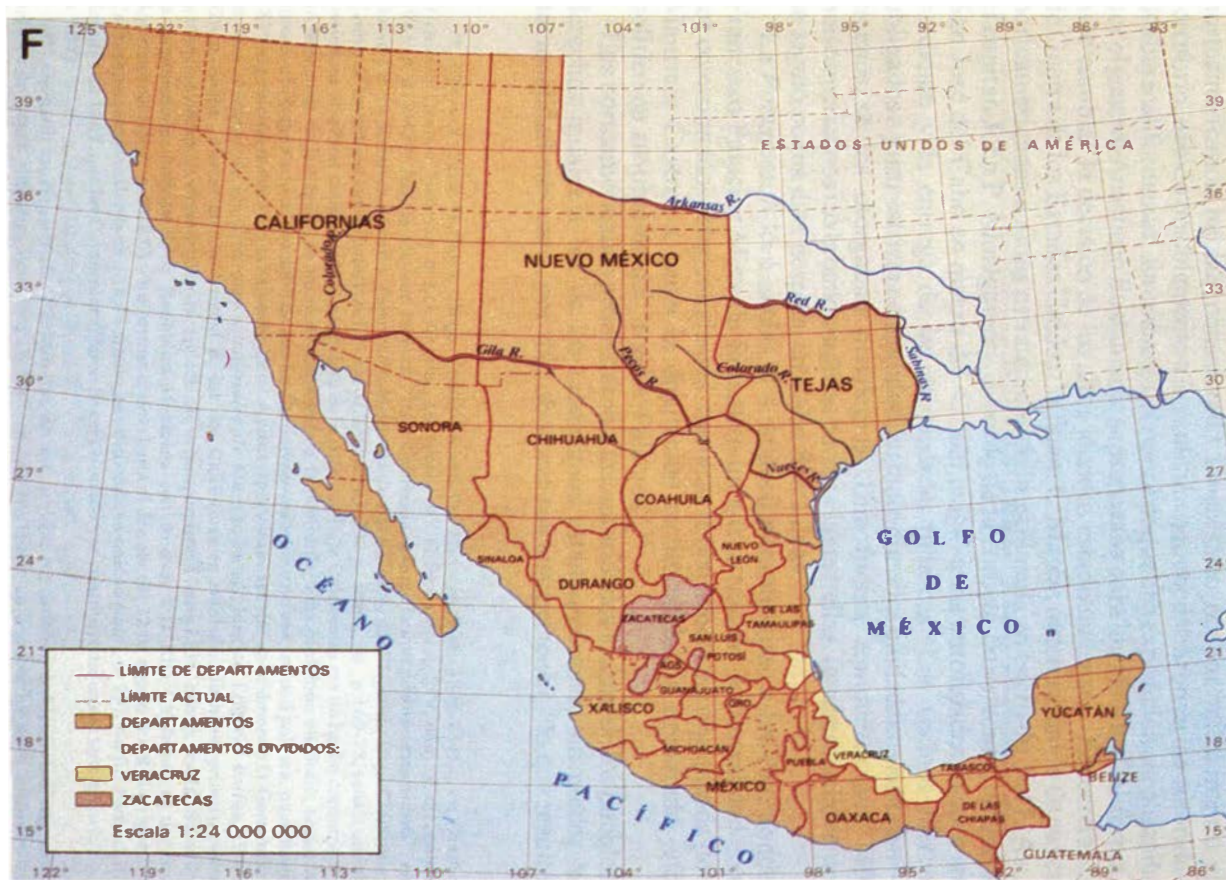 F
125° 122° 119° 116° 113° 110° 107° 104° 101° 98° 95° 92° 89° 86° 83°
39° 39
ESTADOS UNIDOS DE AMÉRICA
36° 36
Arkansas R.
CALIFORNIAS
Colorado R.
NUEVO MÉXICO
33° 33
Red R.
Gila R.
Pecos R.
Colorado R.
TEJAS
Sabinas R.
30° 30
SONORA
CHIHUAHUA
Nueces R.
27° 27
COAHUILA
GOLFO
DE
MÉXICO
24° 24
SINALOA
DURANGO
NUEVO
LEÓN
OCÉANO
PACÍFICO
ZACATECAS
DE LAS
TAMAULIPAS
SAN LUIS
POTOSÍ
21° 21
AGS.
GUANAJUATO
QRO.
XALISCO
MICHOACÁN
MÉXICO
PUEBLA
VERACRUZ
YUCATÁN
18° 18
TABASCO
BELIZE
OAXACA
DE LAS
CHIAPAS
GUATEMALA
15° 15
LÍMITE DE DEPARTAMENTOS
LÍMITE ACTUAL
DEPARTAMENTOS
DEPARTAMENTOS DIVIDIDOS:
VERACRUZ
ZACATECAS
Escala 1:24 000 000
122° 119° 116° 113° 110° 107° 104° 101° 98° 95° 92° 89° 86°